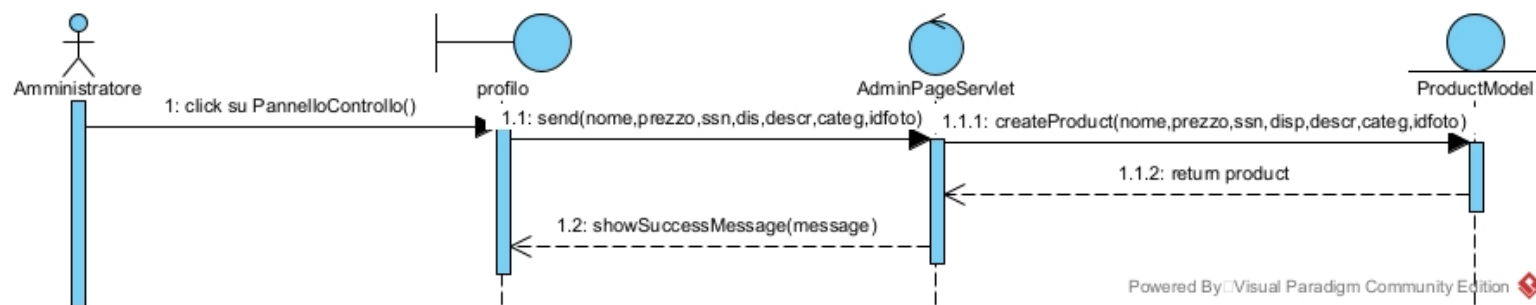 Amministratore
profilo
AdminPageServlet
ProductModel
1: click su PannelloControllo()
1.1: send(nome,prezzo,ssn,dis,descr,categ,idfoto)
1.1.1: createProduct(nome,prezzo,ssn,disp,descr,categ,idfoto)
1.1.2: return product
1.2: showSuccessMessage(message)
Powered By Visual Paradigm Community Edition